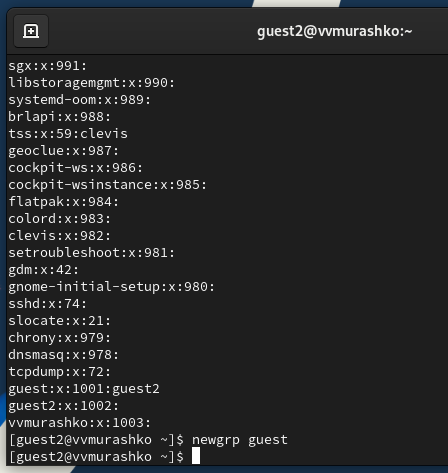 guest2@vvmurashko:~
sgx:x:991:
libstoragemgmt:x:990:
systemd-oom:x:989:
brlapi:x:988:
tss:x:59:clevis
geoclue:x:987:
cockpit-ws:x:986:
cockpit-wsinstance:x:985:
flatpak:x:984:
colord:x:983:
clevis:x:982:
setroubleshoot:x:981:
gdm:x:42:
gnome-initial-setup:x:980:
sshd:x:74:
slocate:x:21:
chrony:x:979:
dnsmasq:x:978:
tcpdump:x:72:
guest:x:1001:guest2
guest2:x:1002:
vvmurashko:x:1003:
[guest2@vvmurashko ~]$ newgrp guest
[guest2@vvmurashko ~]$